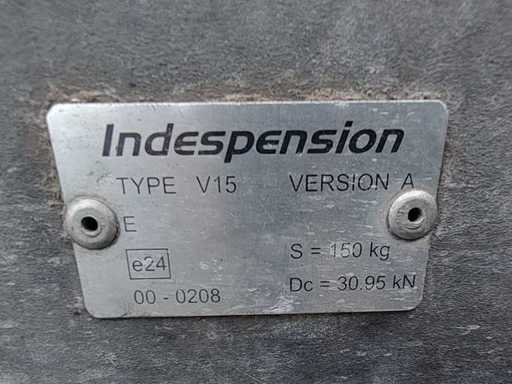 Indespension
TYPE V15 VERSION A
E
e24 S = 150 kg
00 - 0208 Dc = 30.95 kN